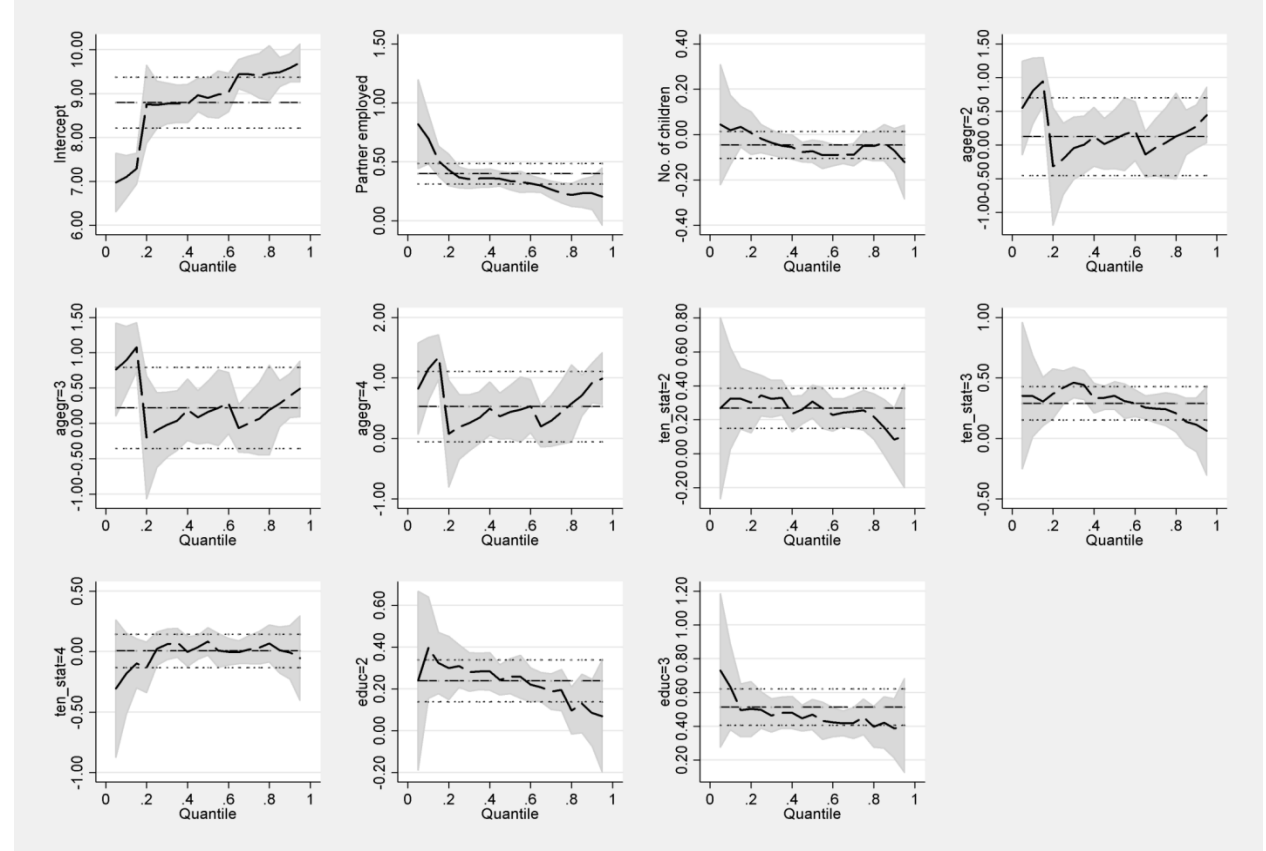 Intercept
6.00 7.00 8.00 9.00 10.00
0 .2 .4 .6 .8 1
Quantile
Partner employed
0.00 0.50 1.00 1.50
0 .2 .4 .6 .8 1
Quantile
No. of children
-0.40 -0.20 0.00 0.20 0.40
0 .2 .4 .6 .8 1
Quantile
agegr=2
-1.00 -0.50 0.00 0.50 1.00 1.50
0 .2 .4 .6 .8 1
Quantile
agegr=3
-1.00 -0.50 0.00 0.50 1.00 1.50
0 .2 .4 .6 .8 1
Quantile
agegr=4
-1.00 0.00 1.00 2.00
0 .2 .4 .6 .8 1
Quantile
ten_stat=2
-0.20 0.00 0.20 0.40 0.60 0.80
0 .2 .4 .6 .8 1
Quantile
ten_stat=3
-0.50 0.00 0.50 1.00
0 .2 .4 .6 .8 1
Quantile
ten_stat=4
-1.00 -0.50 0.00 0.50
0 .2 .4 .6 .8 1
Quantile
educ=2
-0.20 0.00 0.20 0.40 0.60
0 .2 .4 .6 .8 1
Quantile
educ=3
0.20 0.40 0.60 0.80 1.00 1.20
0 .2 .4 .6 .8 1
Quantile